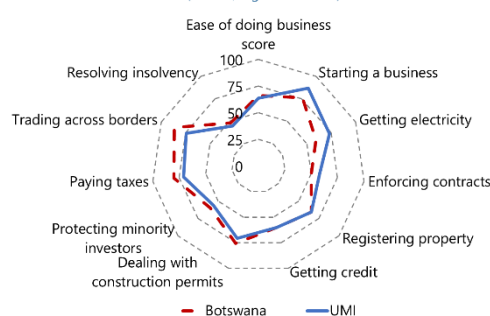 Ease of doing business
score
Starting a business
Getting electricity
Enforcing contracts
Registering property
Getting credit
Dealing with
construction permits
Protecting minority
investors
Paying taxes
Trading across borders
Resolving insolvency
100
75
50
25
0
Botswana
UMI